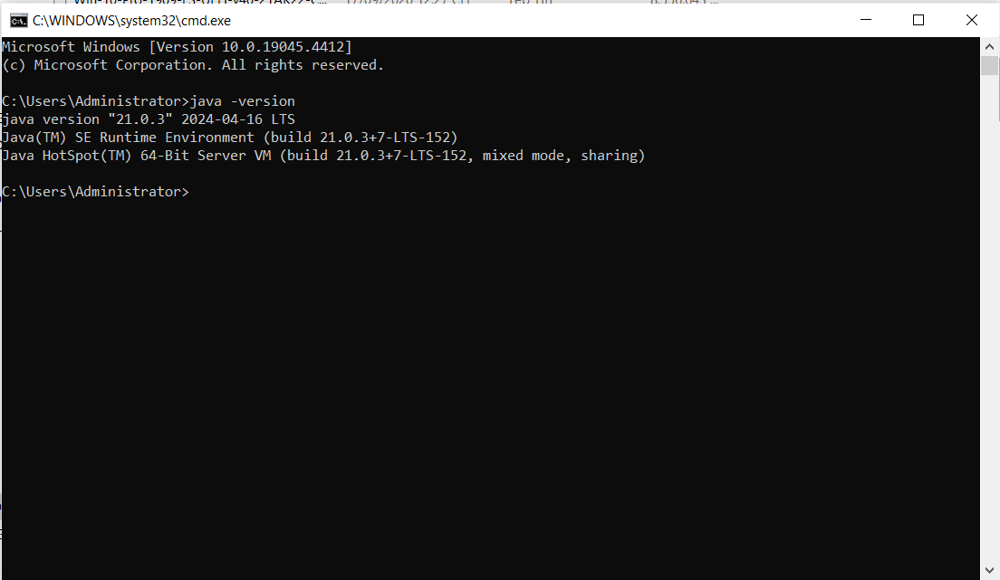 C:\WINDOWS\system32\cmd.exe
Microsoft Windows [Version 10.0.19045.4412]
(c) Microsoft Corporation. All rights reserved.
C:\Users\Administrator>java -version
java version "21.0.3" 2024-04-16 LTS
Java(TM) SE Runtime Environment (build 21.0.3+7-LTS-152)
Java HotSpot(TM) 64-Bit Server VM (build 21.0.3+7-LTS-152, mixed mode, sharing)
C:\Users\Administrator>